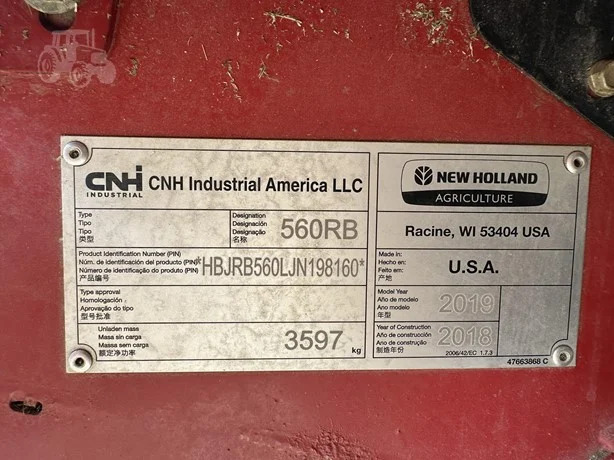 CNH
INDUSTRIAL
CNH Industrial America LLC
Type
Tipo
Tipo
类型
Designation
Designación
Designação
名称
560RB
Product Identification Number (PIN)
Núm. de identificación del producto (PIN)
Número de identificação do produto (PIN)
产品编号
*HBJRB560LJN198160*
Type approval
Homologación
Aprovação do tipo
型号批准
Unladen mass
Masa sin carga
Massa sem carga
额定净功率
3597
kg
NEW HOLLAND
AGRICULTURE
Racine, WI 53404 USA
Made in:
Hecho en:
Feito em:
产地
U.S.A.
Model Year
Año de modelo
Ano de modelo
年型
2019
Year of Construction
Año de construcción
Ano de construção
制造年份
2018
2006/42/EC 1.7.3
47663868 C